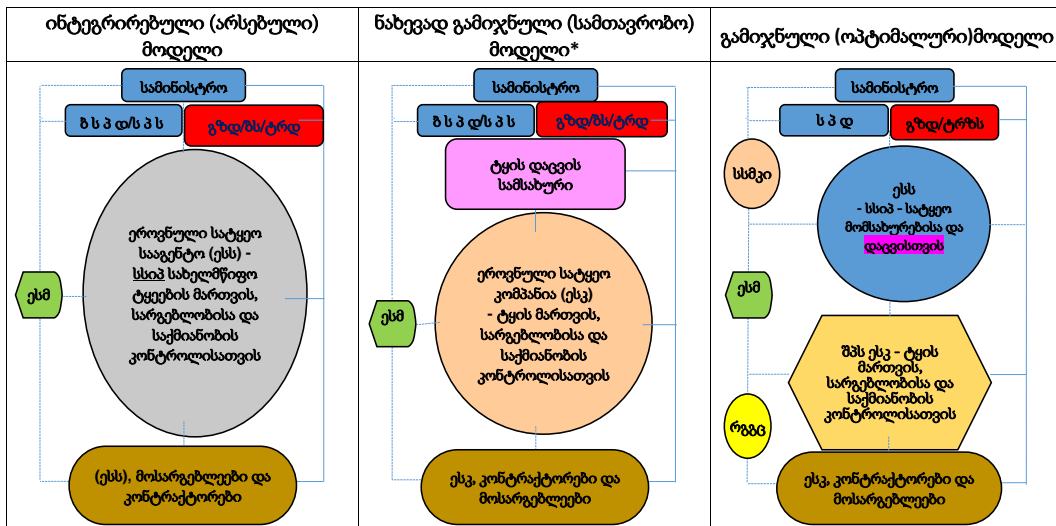 ინტეგრირებული (არსებული)
მოდელი
სამინისტრო
ბ ს პ დ/ს პ ს
გზდ/ბს/ტრდ
ეროვნული სატყეო
სააგენტო (ესს) -
სსიპ სახელმწიფო
ტყეების მართვის,
სარგებლობისა და
საქმიანობის
კონტროლისათვის
ესმ
(ესს), მოსარგებლეები და
კონტრაქტორები
ნახევად გამიჯნული (სამთავრობო)
მოდელი*
სამინისტრო
ბ ს პ დ/ს პ ს
გზდ/ბს/ტრდ
ტყის დაცვის
სამსახური
ეროვნული სატყეო
კომპანია (ესკ)
- ტყის მართვის,
სარგებლობისა და
საქმიანობის
კონტროლისათვის
ესმ
ესკ, კონტრაქტორები და
მოსარგებლეები
გამიჯნული (ოპტიმალური)მოდელი
სამინისტრო
ს პ დ
გზდ/ტრზს
სსმკი
ესს
- სსიპ - სატყეო
მომსახურებისა და
დაცვისთვის
ესმ
შპს ესკ – ტყის
მართვის,
სარგებლობისა და
საქმიანობის
კონტროლისათვის
რგგც
ესკ, კონტრაქტორები და
მოსარგებლეები